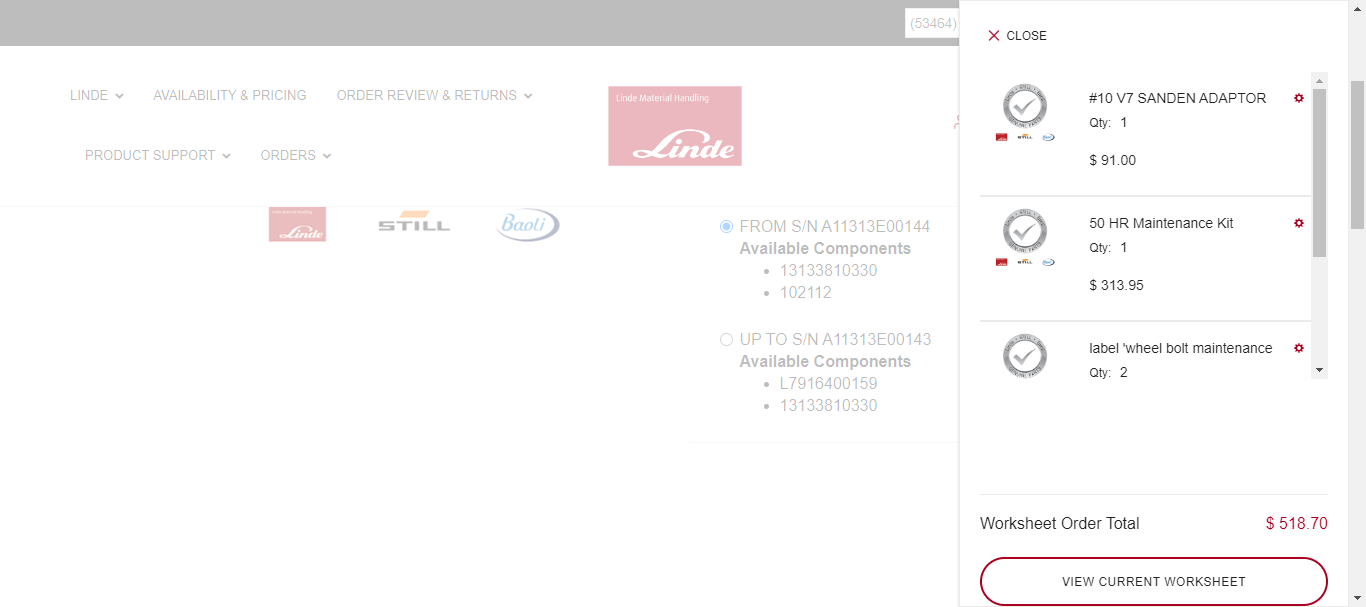 (53464)
CLOSE
LINDE
AVAILABILITY & PRICING
ORDER REVIEW & RETURNS
PRODUCT SUPPORT
ORDERS
Linde Material Handling
Linde
Linde
STILL
Baoli
FROM S/N A11313E00144
Available Components
13133810330
102112
UP TO S/N A11313E00143
Available Components
L7916400159
13133810330
#10 V7 SANDEN ADAPTOR
Qty: 1
$ 91.00
50 HR Maintenance Kit
Qty: 1
$ 313.95
label 'wheel bolt maintenance
Qty: 2
Worksheet Order Total
$ 518.70
VIEW CURRENT WORKSHEET